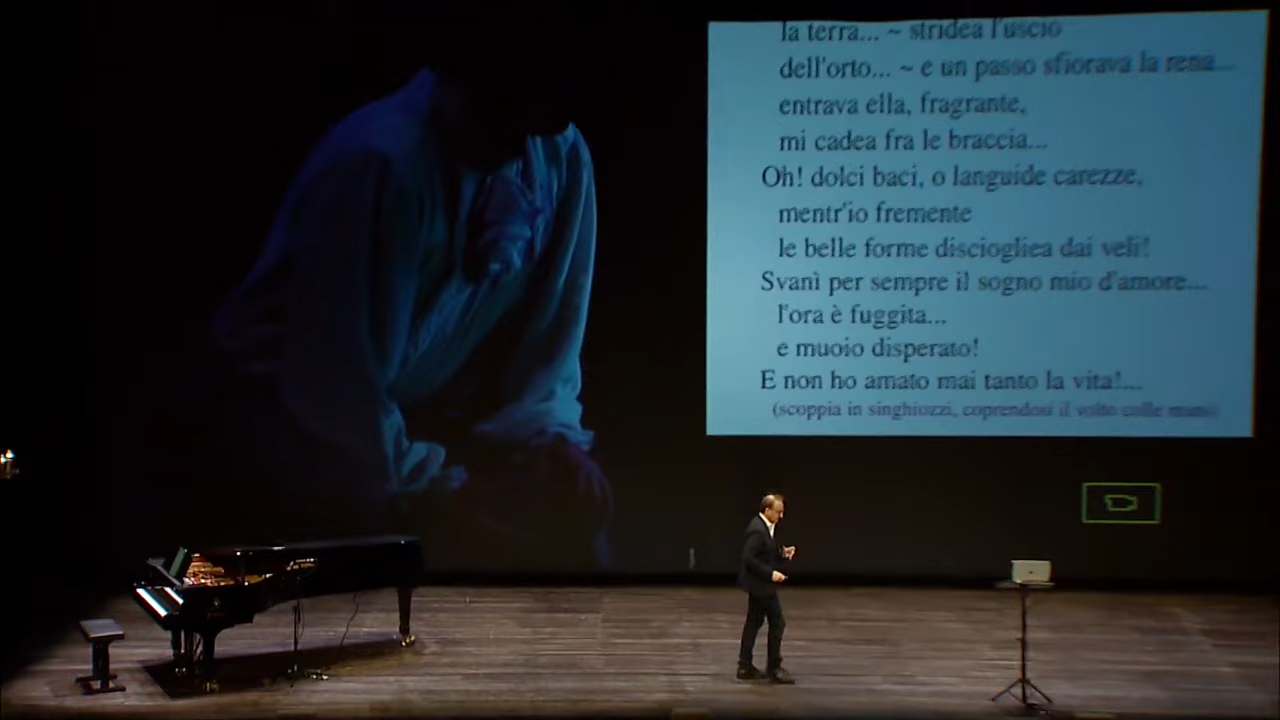 la terra... ~ stridea l'uscio
dell'orto... ~ e un passo sfiorava la rena...
entrava ella, fragrante,
mi cadea fra le braccia...
Oh! dolci baci, o languide carezze,
mentr'io fremente
le belle forme disciogliea dai veli!
Svanì per sempre il sogno mio d'amore...
l'ora è fuggita...
e muoio disperato!
E non ho amato mai tanto la vita!...
(scoppia in singhiozzi, coprendosi il volto colle mani)